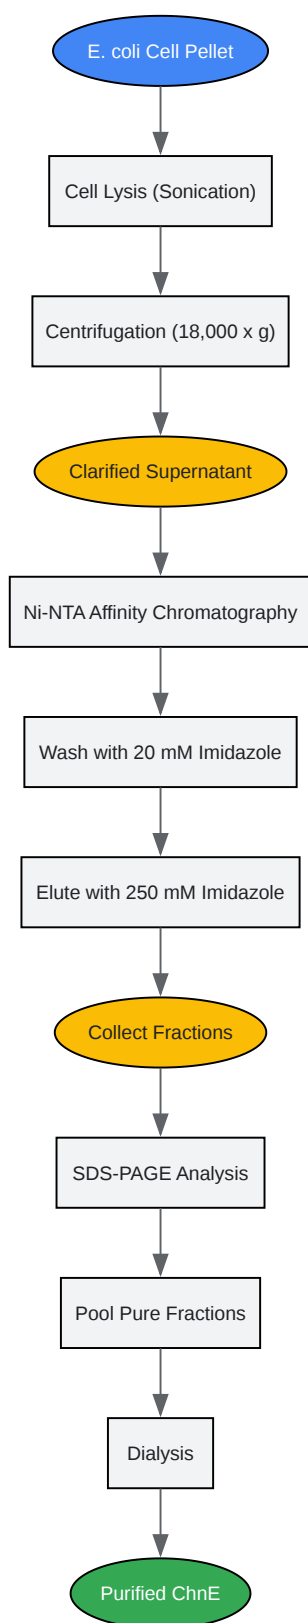 E. coli Cell Pellet
Cell Lysis (Sonication)
Centrifugation (18,000 x g)
Clarified Supernatant
Ni-NTA Affinity Chromatography
Wash with 20 mM Imidazole
Elute with 250 mM Imidazole
Collect Fractions
SDS-PAGE Analysis
Pool Pure Fractions
Dialysis
Purified ChnE